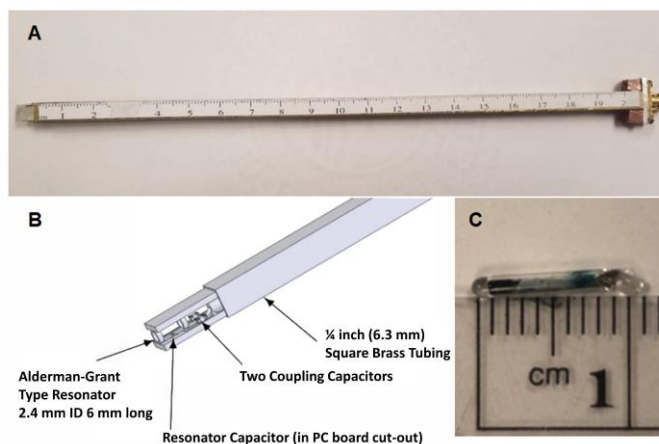 A
1 2 4 5 6 7 8 9 10 11 12 13 14 15 16 17 18 19 2
B
C
¼ inch (6.3 mm)
Square Brass Tubing
Alderman-Grant
Type Resonator
2.4 mm ID 6 mm long
Two Coupling Capacitors
Resonator Capacitor (in PC board cut-out)
cm 1